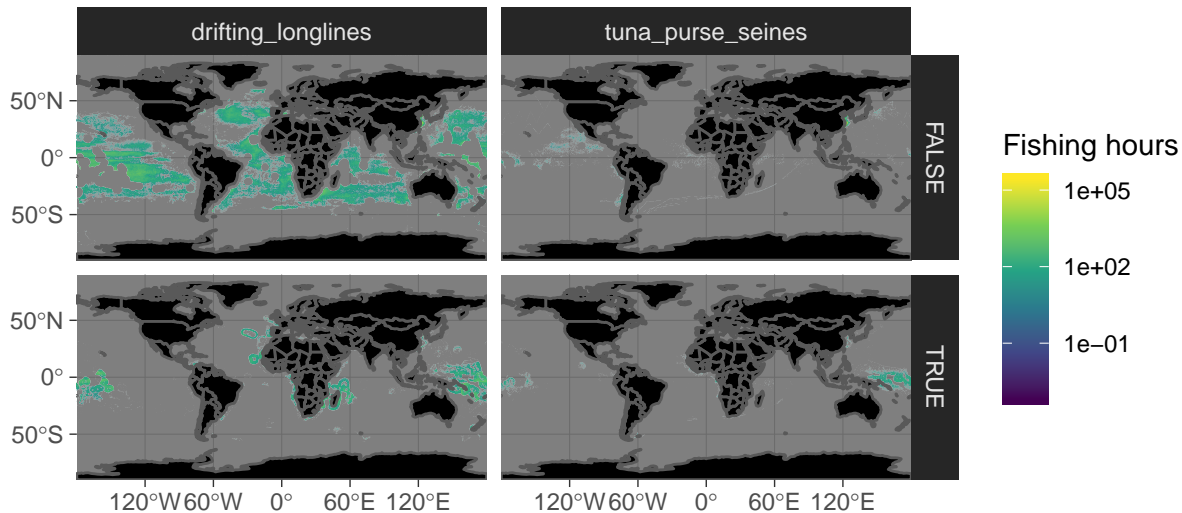 drifting_longlines
tuna_purse_seines
50°N
0°
50°S
FALSE
50°N
0°
50°S
TRUE
120°W 60°W 0° 60°E 120°E
120°W 60°W 0° 60°E 120°E
Fishing hours
1e+05
1e+02
1e−01